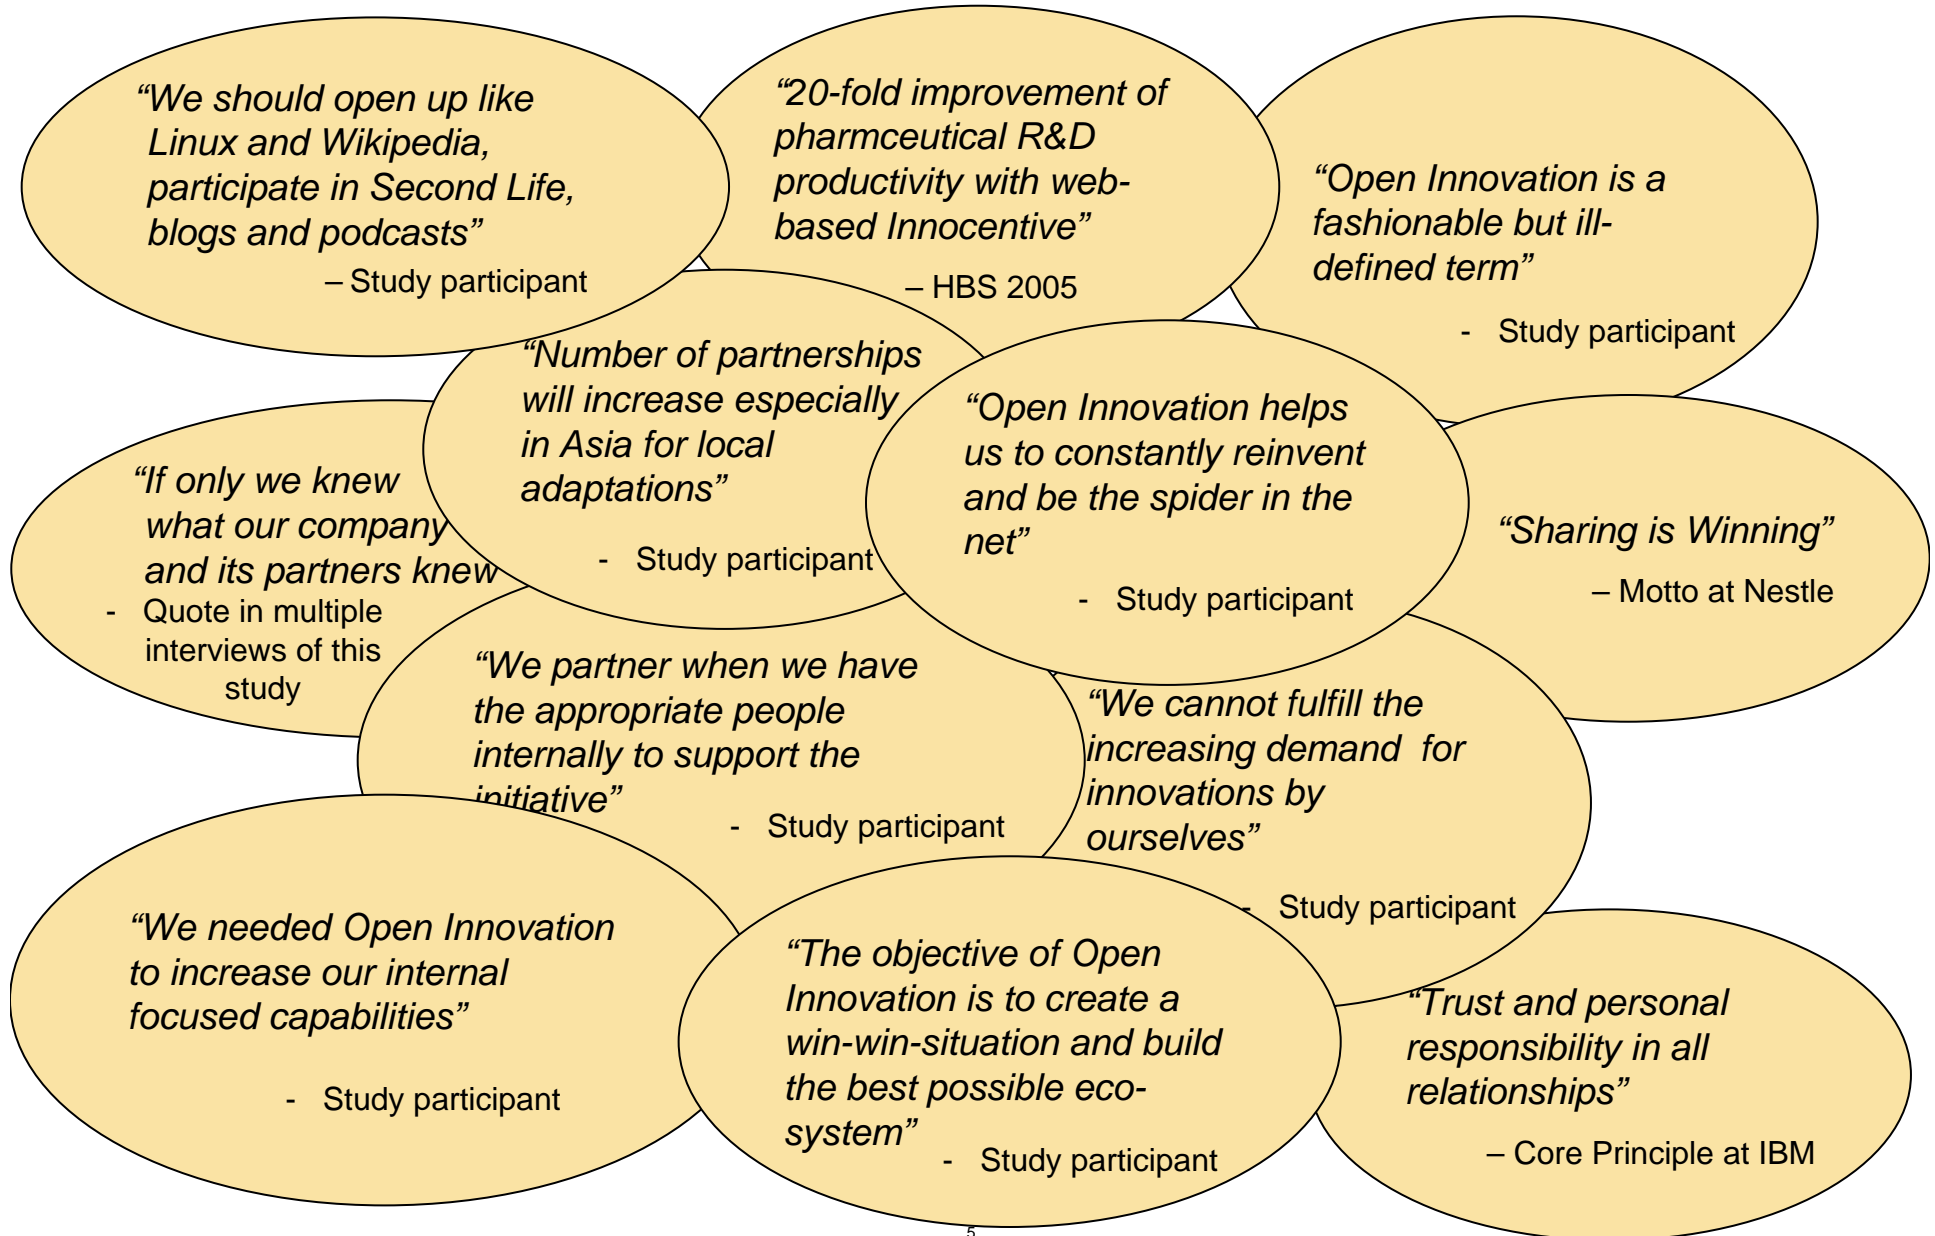 “We should open up like
Linux and Wikipedia,
participate in Second Life,
blogs and podcasts”
– Study participant
“20-fold improvement of
pharmceutical R&D
productivity with web-
based Innocentive”
– HBS 2005
“Open Innovation is a
fashionable but ill-
defined term”
- Study participant
“Number of partnerships
will increase especially
in Asia for local
adaptations”
- Study participant
“Open Innovation helps
us to constantly reinvent
and be the spider in the
net”
- Study participant
“If only we knew
what our company
and its partners knew
- Quote in multiple
interviews of this
study
“Sharing is Winning”
– Motto at Nestle
“We partner when we have
the appropriate people
internally to support the
initiative”
- Study participant
“We cannot fulfill the
increasing demand  for
innovations by
ourselves”
- Study participant
“We needed Open Innovation
to increase our internal
focused capabilities”
- Study participant
“The objective of Open
Innovation is to create a
win-win-situation and build
the best possible eco-
system”
- Study participant
“Trust and personal
responsibility in all
relationships”
– Core Principle at IBM
5